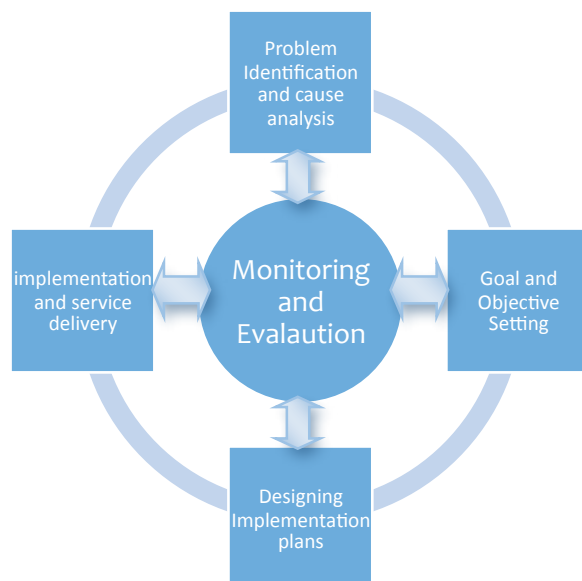 Problem
Identification
and cause
analysis
implementation
and service
delivery
Monitoring
and
Evalaution
Goal and
Objective
Setting
Designing
Implementation
plans